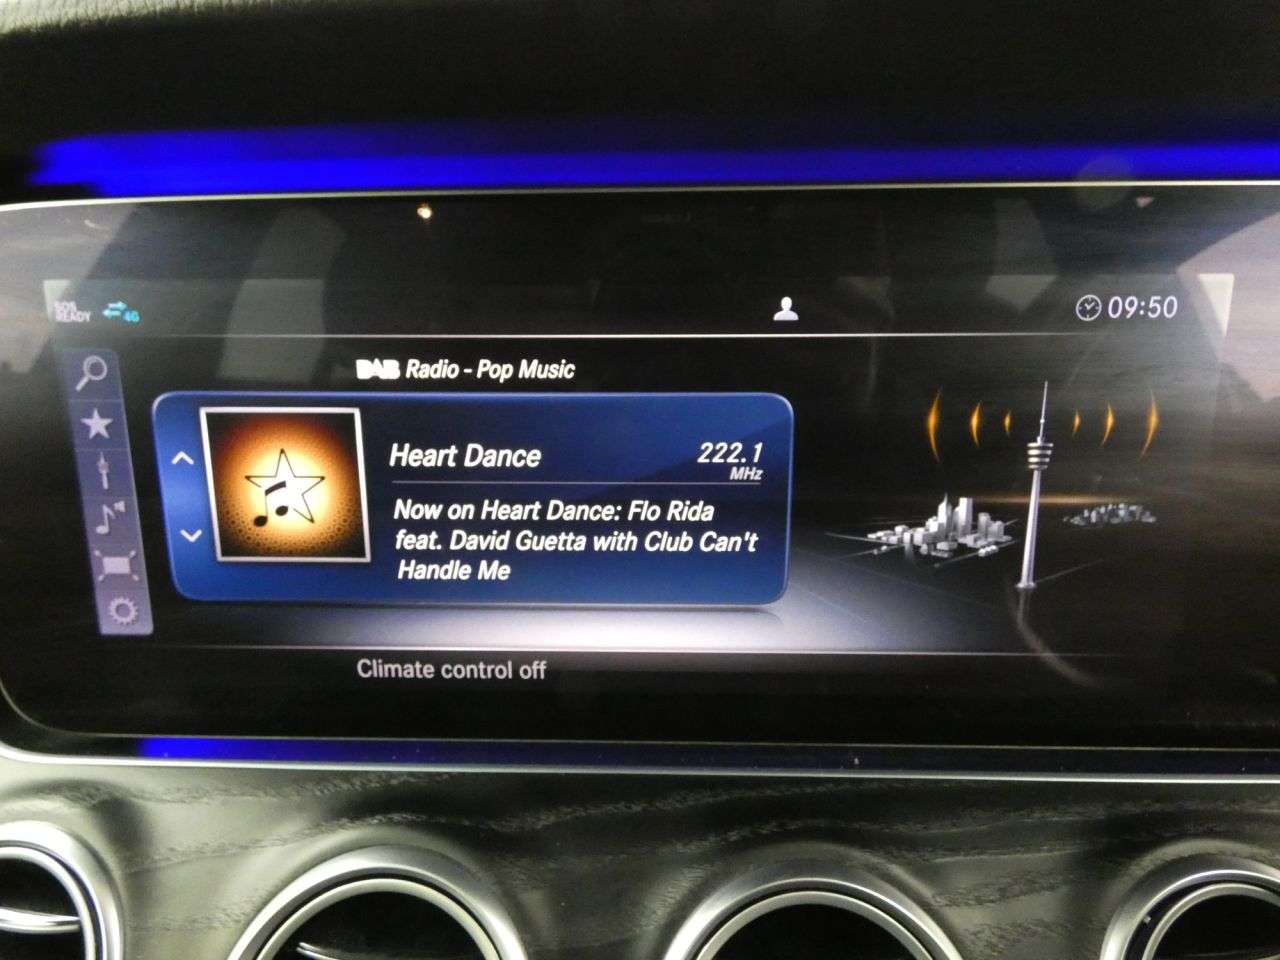 SOS
READY 4G
09:50
DAB Radio - Pop Music
Heart Dance 222.1
MHz
Now on Heart Dance: Flo Rida
feat. David Guetta with Club Can't
Handle Me
Climate control off